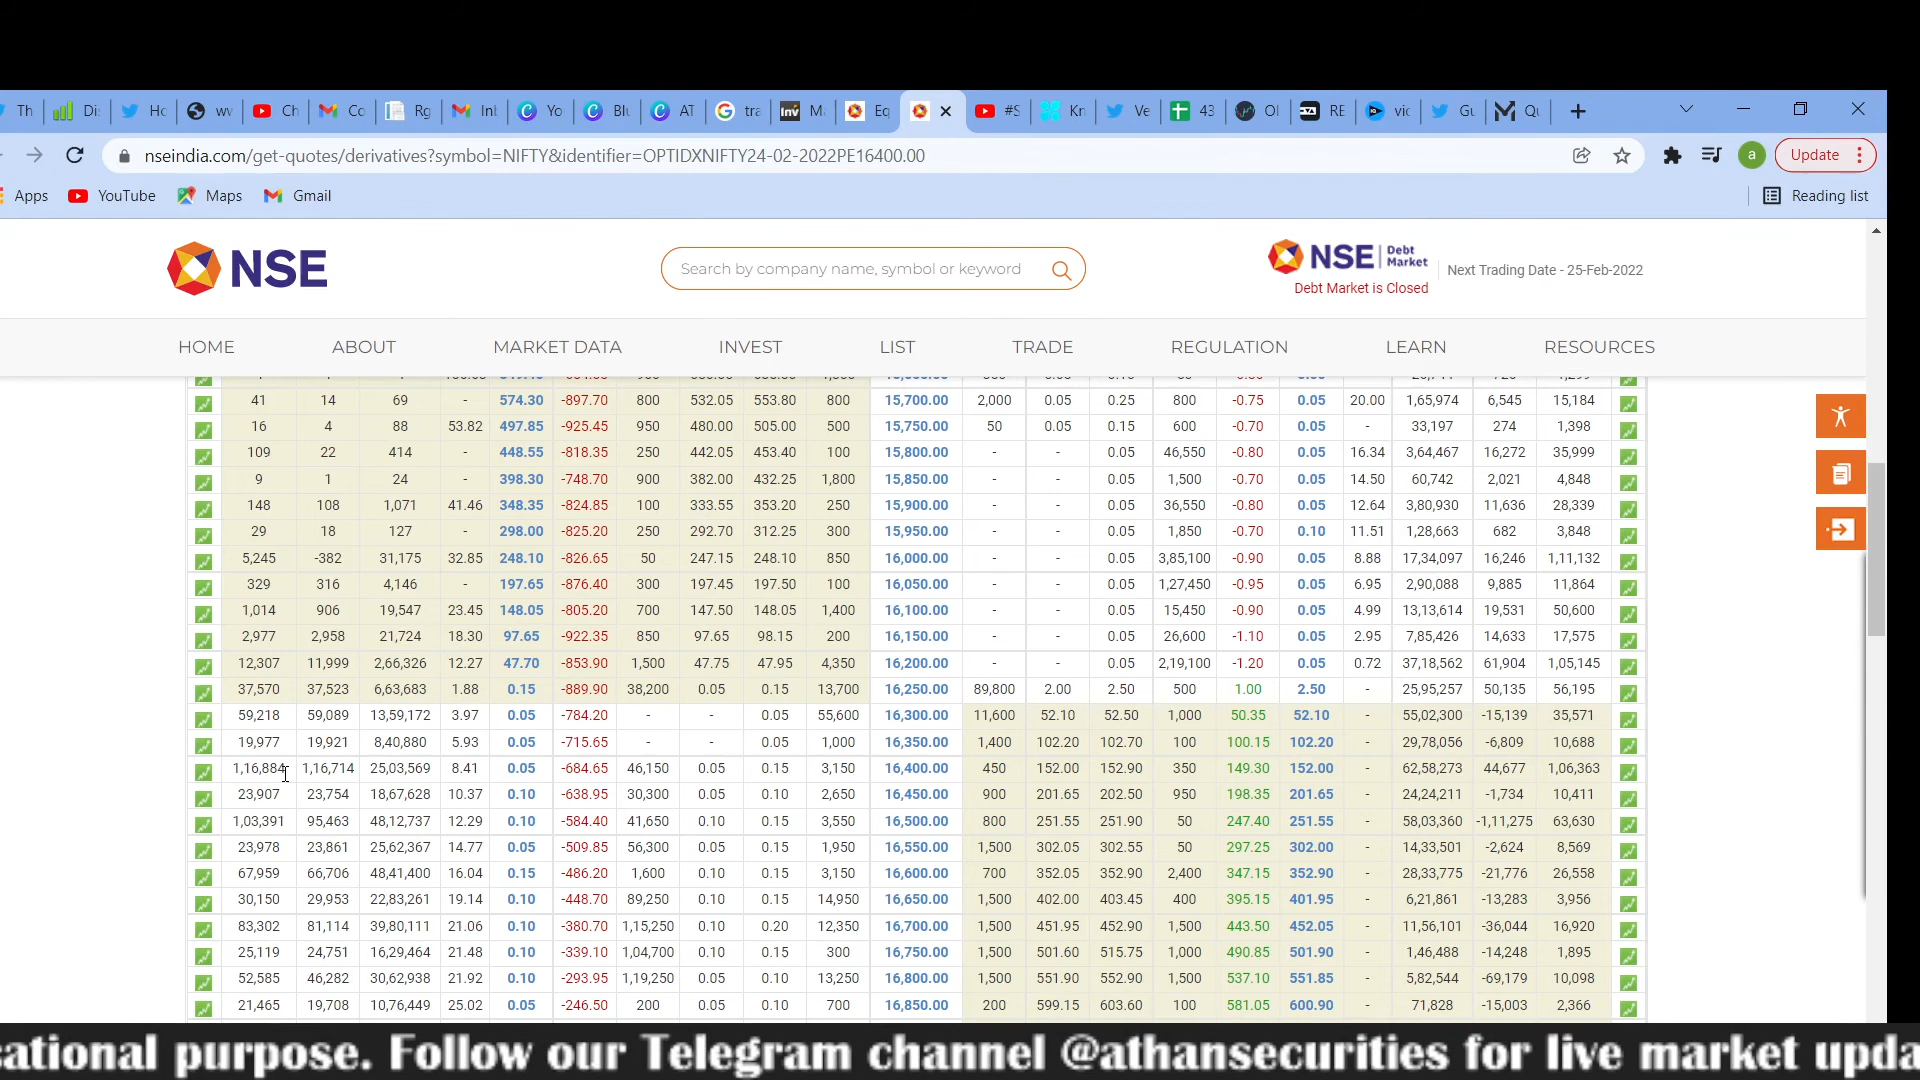 Th Di Ho wv Ch Co Rg Inl Yo Blu AT tra M Eq #S Kn Ve 43 Ol RE vic Gu Qu
nseindia.com/get-quotes/derivatives?symbol=NIFTY&identifier=OPTIDXNIFTY24-02-2022PE16400.00 a Update
Apps YouTube Maps Gmail Reading list
NSE Search by company name, symbol or keyword NSE Debt Market Next Trading Date - 25-Feb-2022
Debt Market is Closed
HOME ABOUT MARKET DATA INVEST LIST TRADE REGULATION LEARN RESOURCES
41 14 69 - 574.30 -897.70 800 532.05 553.80 800 15,700.00 2,000 0.05 0.25 800 -0.75 0.05 20.00 1,65,974 6,545 15,184
16 4 88 53.82 497.85 -925.45 950 480.00 505.00 500 15,750.00 50 0.05 0.15 600 -0.70 0.05 - 33,197 274 1,398
109 22 414 - 448.55 -818.35 250 442.05 453.40 100 15,800.00 - - 0.05 46,550 -0.80 0.05 16.34 3,64,467 16,272 35,999
9 1 24 - 398.30 -748.70 900 382.00 432.25 1,800 15,850.00 - - 0.05 1,500 -0.70 0.05 14.50 60,742 2,021 4,848
148 108 1,071 41.46 348.35 -824.85 100 333.55 353.20 250 15,900.00 - - 0.05 36,550 -0.80 0.05 12.64 3,80,930 11,636 28,339
29 18 127 - 298.00 -825.20 250 292.70 312.25 300 15,950.00 - - 0.05 1,850 -0.70 0.10 11.51 1,28,663 682 3,848
5,245 -382 31,175 32.85 248.10 -826.65 50 247.15 248.10 850 16,000.00 - - 0.05 3,85,100 -0.90 0.05 8.88 17,34,097 16,246 1,11,132
329 316 4,146 - 197.65 -876.40 300 197.45 197.50 100 16,050.00 - - 0.05 1,27,450 -0.95 0.05 6.95 2,90,088 9,885 11,864
1,014 906 19,547 23.45 148.05 -805.20 700 147.50 148.05 1,400 16,100.00 - - 0.05 15,450 -0.90 0.05 4.99 13,13,614 19,531 50,600
2,977 2,958 21,724 18.30 97.65 -922.35 850 97.65 98.15 200 16,150.00 - - 0.05 26,600 -1.10 0.05 2.95 7,85,426 14,633 17,575
12,307 11,999 2,66,326 12.27 47.70 -853.90 1,500 47.75 47.95 4,350 16,200.00 - - 0.05 2,19,100 -1.20 0.05 0.72 37,18,562 61,904 1,05,145
37,570 37,523 6,63,683 1.88 0.15 -889.90 38,200 0.05 0.15 13,700 16,250.00 89,800 2.00 2.50 500 1.00 2.50 - 25,95,257 50,135 56,195
59,218 59,089 13,59,172 3.97 0.05 -784.20 - - 0.05 55,600 16,300.00 11,600 52.10 52.50 1,000 50.35 52.10 - 55,02,300 -15,139 35,571
19,977 19,921 8,40,880 5.93 0.05 -715.65 - - 0.05 1,000 16,350.00 1,400 102.20 102.70 100 100.15 102.20 - 29,78,056 -6,809 10,688
1,16,884 1,16,714 25,03,569 8.41 0.05 -684.65 46,150 0.05 0.15 3,150 16,400.00 450 152.00 152.90 350 149.30 152.00 - 62,58,273 44,677 1,06,363
23,907 23,754 18,67,628 10.37 0.10 -638.95 30,300 0.05 0.10 2,650 16,450.00 900 201.65 202.50 950 198.35 201.65 - 24,24,211 -1,734 10,411
1,03,391 95,463 48,12,737 12.29 0.10 -584.40 41,650 0.10 0.15 3,550 16,500.00 800 251.55 251.90 50 247.40 251.55 - 58,03,360 -1,11,275 63,630
23,978 23,861 25,62,367 14.77 0.05 -509.85 56,300 0.05 0.15 1,950 16,550.00 1,500 302.05 302.55 50 297.25 302.00 - 14,33,501 -2,624 8,569
67,959 66,706 48,41,400 16.04 0.15 -486.20 1,600 0.10 0.15 3,150 16,600.00 700 352.05 352.90 2,400 347.15 352.90 - 28,33,775 -21,776 26,558
30,150 29,953 22,83,261 19.14 0.10 -448.70 89,250 0.10 0.15 14,950 16,650.00 1,500 402.00 403.45 400 395.15 401.95 - 6,21,861 -13,283 3,956
83,302 81,114 39,80,111 21.06 0.10 -380.70 1,15,250 0.10 0.20 12,350 16,700.00 1,500 451.95 452.90 1,500 443.50 452.05 - 11,56,101 -36,044 16,920
25,119 24,751 16,29,464 21.48 0.10 -339.10 1,04,700 0.10 0.15 300 16,750.00 1,500 501.60 515.75 1,000 490.85 501.90 - 1,46,488 -14,248 1,895
52,585 46,282 30,62,938 21.92 0.10 -293.95 1,19,250 0.05 0.10 13,250 16,800.00 1,500 551.90 552.90 1,500 537.10 551.85 - 5,82,544 -69,179 10,098
21,465 19,708 10,76,449 25.02 0.05 -246.50 200 0.05 0.10 700 16,850.00 200 599.15 603.60 100 581.05 600.90 - 71,828 -15,003 2,366
sational purpose. Follow our Telegram channel @athansecurities for live market upda